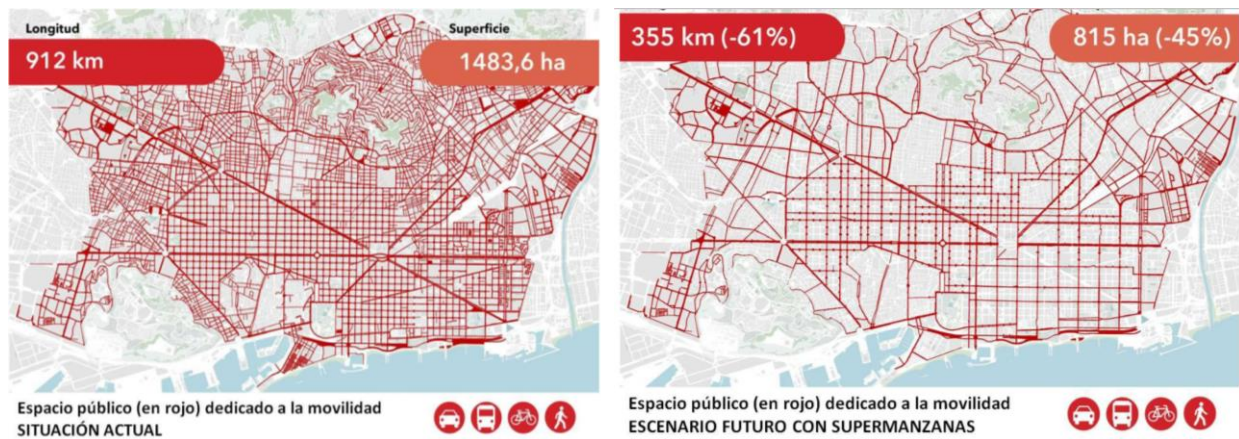 Longitud
Superficie
912 km
1483,6 ha
Espacio público (en rojo) dedicado a la movilidad
SITUACIÓN ACTUAL
355 km (-61%)
815 ha (-45%)
Espacio público (en rojo) dedicado a la movilidad
ESCENARIO FUTURO CON SUPERMANZANAS